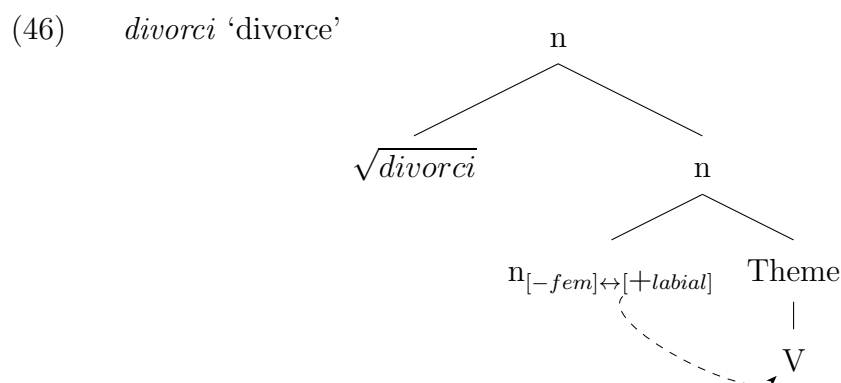 (46) divorci ‘divorce’
n
√divorci
n
n[−fem]↔[+labial] Theme
V